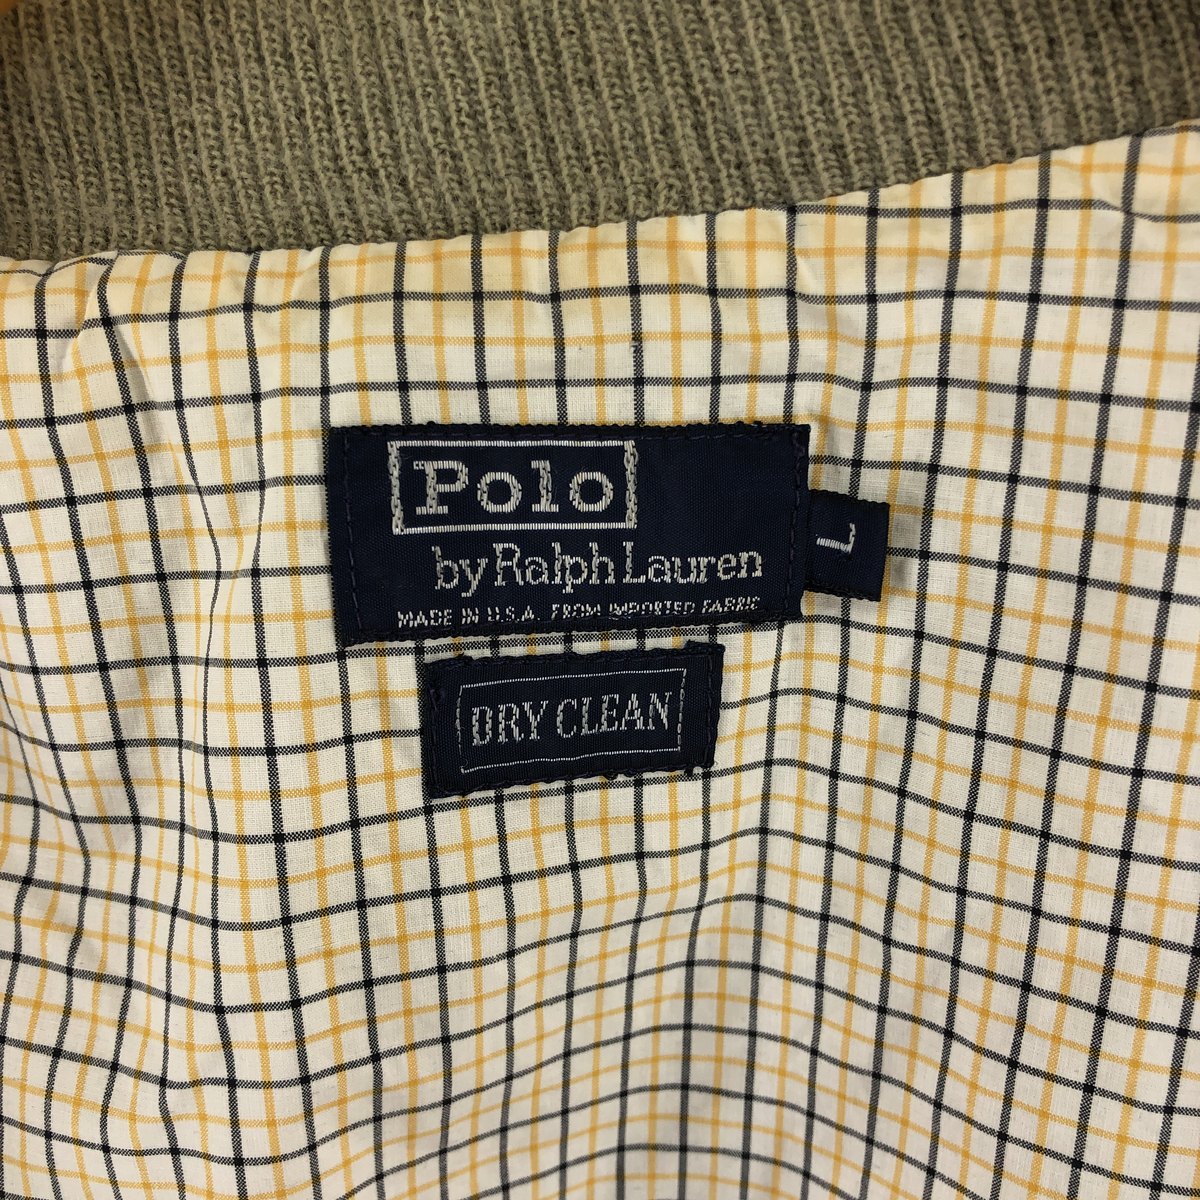 Polo
by Ralph Lauren
MADE IN U.S.A. FROM IMPORTED FABRIC
L
DRY CLEAN